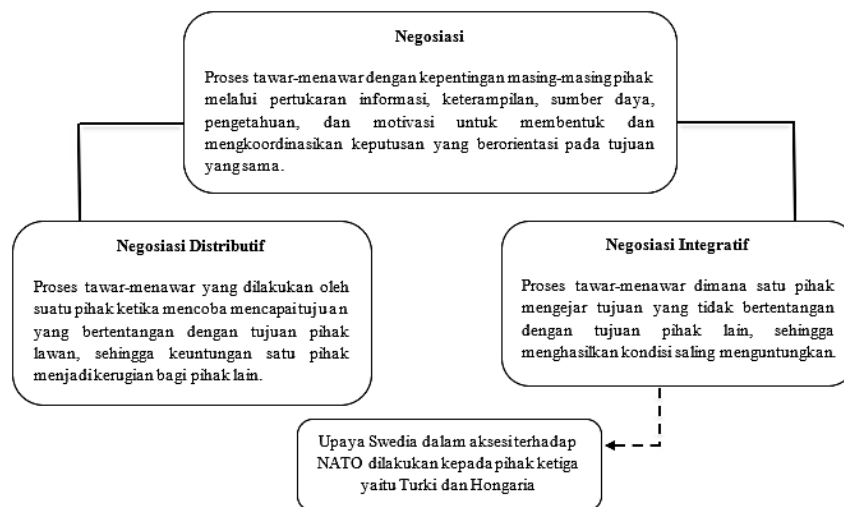 Negosiasi
Proses tawar-menawar dengan kepentingan masing-masing pihak
melalui pertukaran informasi, keterampilan, sumber daya,
pengetahuan, dan motivasi untuk membentuk dan
mengkoordinasikan keputusan yang berorientasi pada tujuan
yang sama.
Negosiasi Distributif
Proses tawar-menawar yang dilakukan oleh
suatu pihak ketika mencoba mencapai tujuan
yang bertentangan dengan tujuan pihak
lawan, sehingga keuntungan satu pihak
menjadi kerugian bagi pihak lain.
Negosiasi Integratif
Proses tawar-menawar dimana satu pihak
mengejar tujuan yang tidak bertentangan
dengan tujuan pihak lain, sehingga
menghasilkan kondisi saling menguntungkan.
Upaya Swedia dalam aksesi terhadap
NATO dilakukan kepada pihak ketiga
yaitu Turki dan Hongaria